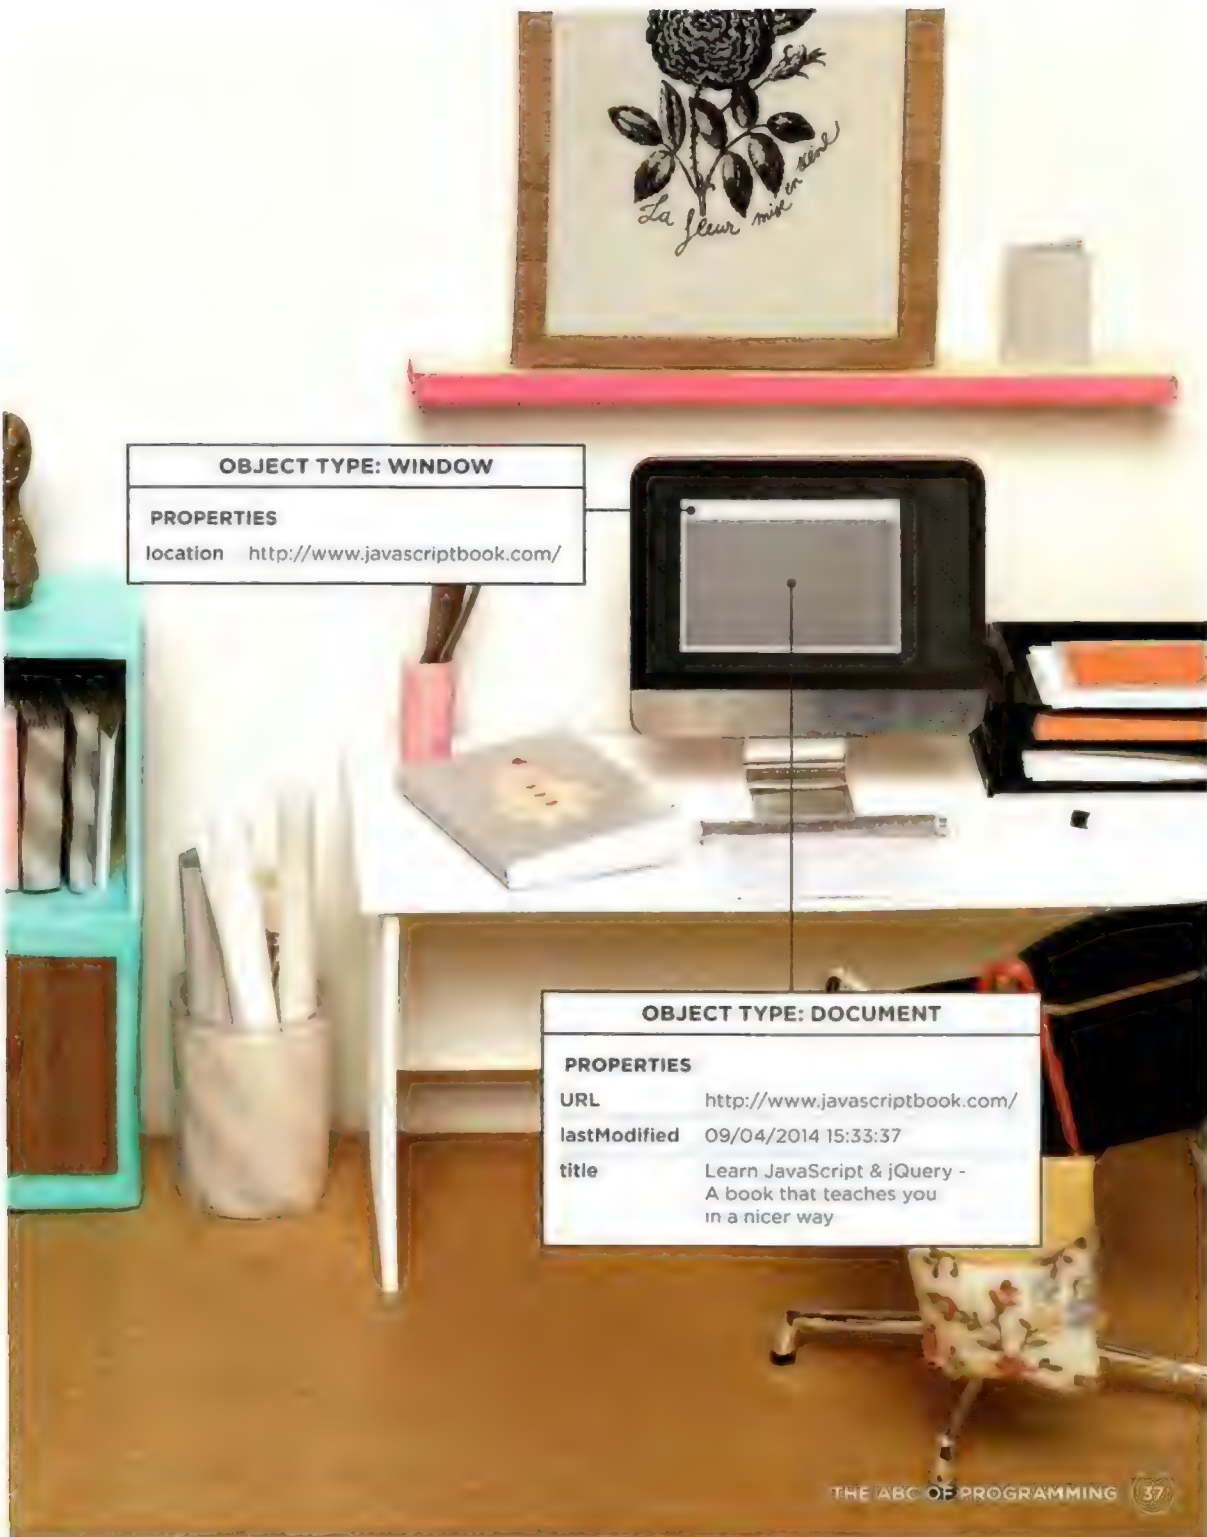 La fleur mise en scène
OBJECT TYPE: WINDOW
PROPERTIES
location http://www.javascriptbook.com/
OBJECT TYPE: DOCUMENT
PROPERTIES
URL http://www.javascriptbook.com/
lastModified 09/04/2014 15:33:37
title Learn JavaScript & jQuery -
A book that teaches you
in a nicer way
THE ABC OF PROGRAMMING 37